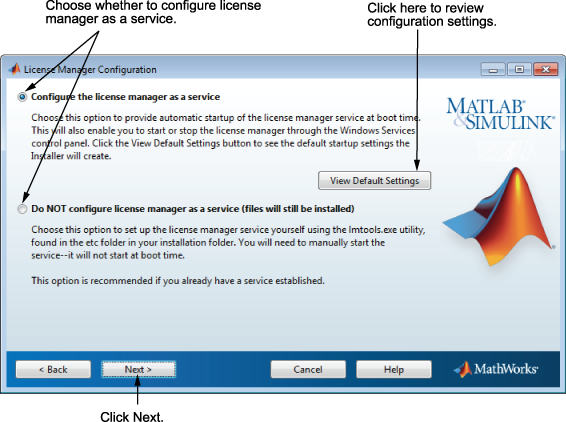 Choose whether to configure license
manager as a service.
Click here to review
configuration settings.
License Manager Configuration
Configure the license manager as a service
Choose this option to provide automatic startup of the license manager service at boot time.
This will also enable you to start or stop the license manager through the Windows Services
control panel. Click the View Default Settings button to see the default startup settings the
Installer will create.
MATLAB
&SIMULINK®
View Default Settings
Do NOT configure license manager as a service (files will still be installed)
Choose this option to set up the license manager service yourself using the lmtools.exe utility,
found in the etc folder in your installation folder. You will need to manually start the
service--it will not start at boot time.
This option is recommended if you already have a service established.
< Back
Next >
Cancel
Help
MathWorks®
Click Next.